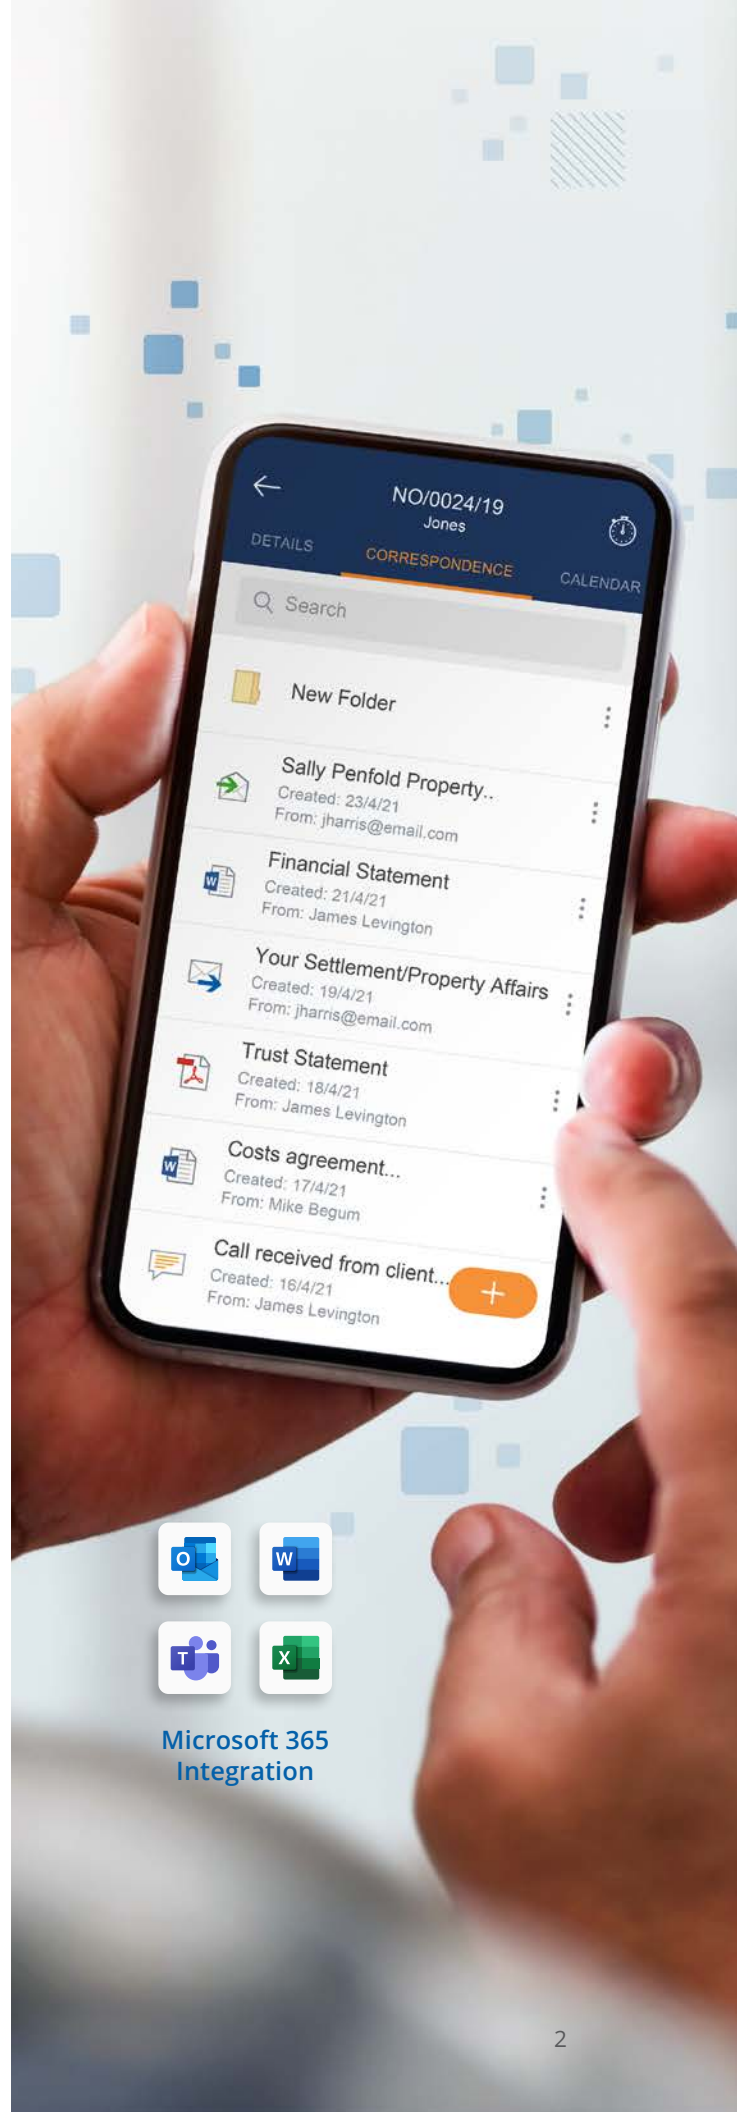 NO/0024/19
Jones
DETAILS CORRESPONDENCE CALENDAR
Search
New Folder
Sally Penfold Property..
Created: 23/4/21
From: jharris@email.com
W
Financial Statement
Created: 21/4/21
From: James Levington
Your Settlement/Property Affairs
Created: 19/4/21
From: jharris@email.com
Trust Statement
Created: 18/4/21
From: James Levington
W
Costs agreement...
Created: 17/4/21
From: Mike Begum
Call received from client...
Created: 16/4/21
From: James Levington
O W
T X
Microsoft 365
Integration
2